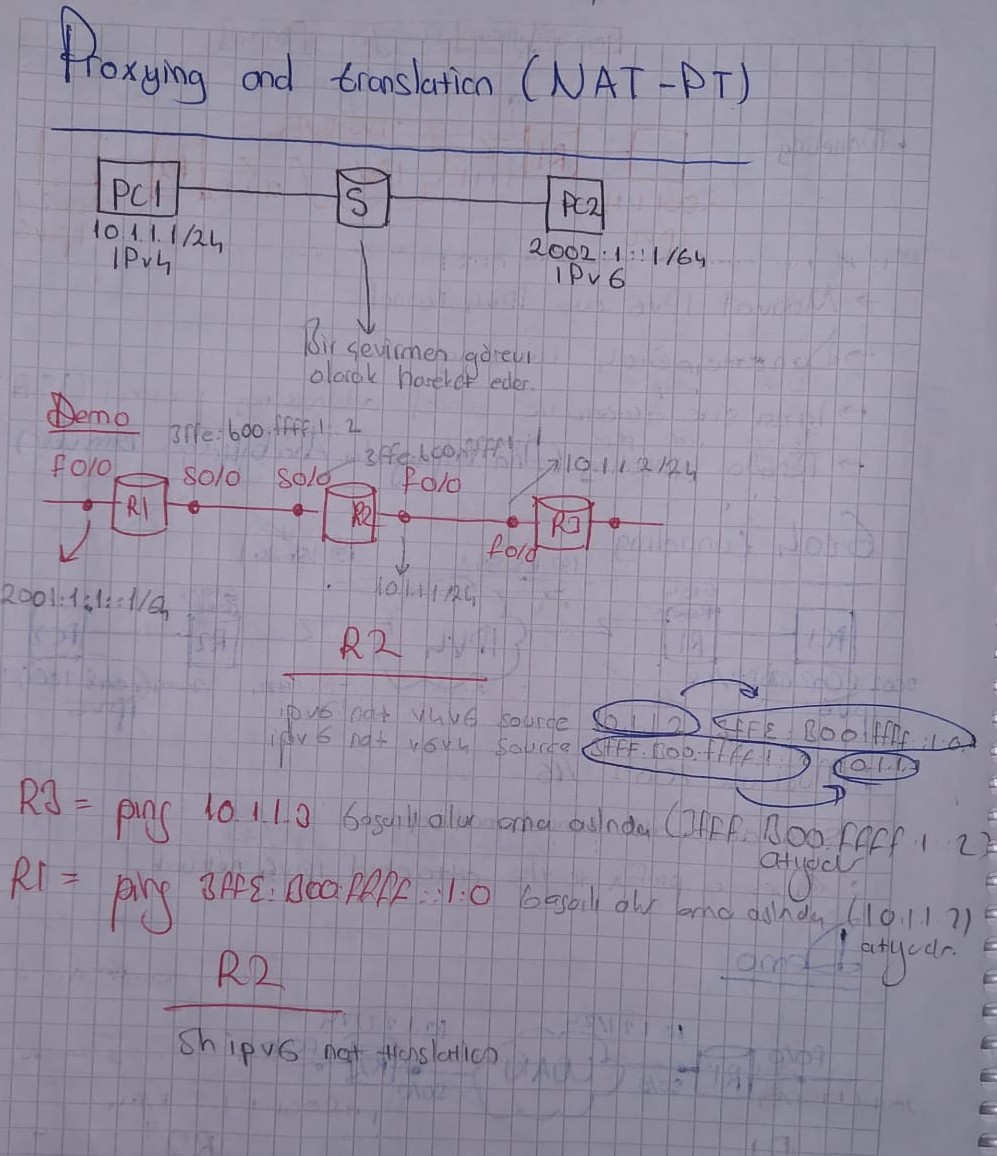 Proxying and translation (NAT-PT)
PC1
S
PC2
10.1.1.1/24
IPv4
2002:1::1/64
IPv6
Bir çevirmen görevi
olarak hareket eder.
Demo
3ffe:b00:ffff:1::2
3ffe:b00:ffff:1::1
10.1.1.2/24
f0/0
S0/0
S0/0
f0/0
R1
R2
R3
f0/0
2001:1:1::1/64
10.1.1.1/24
R2
ipv6 nat v4v6 source 10.1.1.2 3FFE:B00:FFFF::1:0
ipv6 nat v6v4 source 3FFF:B00:FFFF:1::2 10.1.1.3
R3 = ping 10.1.1.3 başarılı olur ama aslında (3FFF:B00:FFFF:1::2)
atıyordur
R1 = ping 3FFE:B00:FFFF::1:0 başarılı olur ama aslında (10.1.1.2)
atıyordur.
R2
Sh ipv6 nat translation